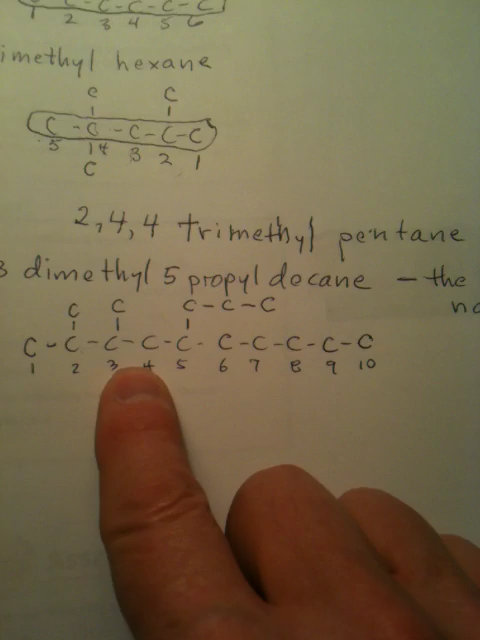 1 2 3 4 5 6
imethyl hexane
C C
C - C - C - C - C
5 4 3 2 1
C
2,4,4 trimethyl pentane
3 dimethyl 5 propyl decane - the
C C C - C - C
C - C - C - C - C - C - C - C - C - C
1 2 3 4 5 6 7 8 9 10